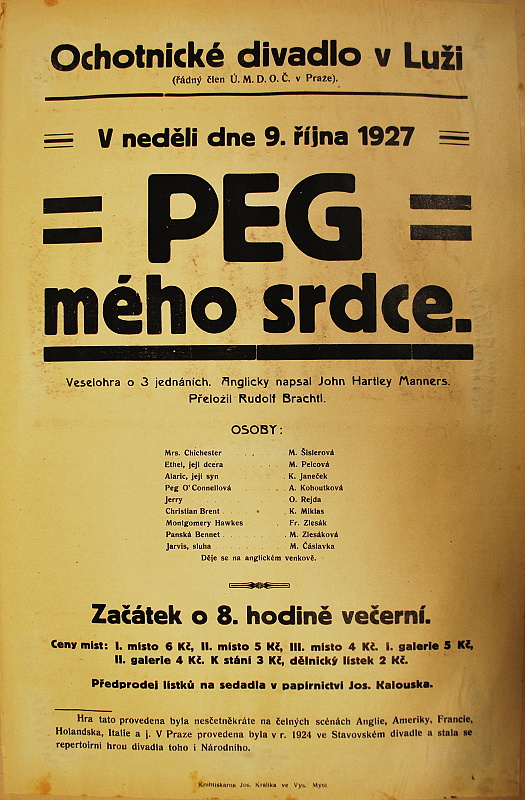 Ochotnické divadlo v Luži
(řádný člen Ú. M. D. O. Č. v Praze).
V neděli dne 9. října 1927
PEG
mého srdce.
Veselohra o 3 jednáních. Anglicky napsal John Hartley Manners.
Přeložil Rudolf Brachtl.
OSOBY:
Mrs. Chichester . . . . M. Šislerová
Ethel, její dcera . . . . M. Pelcová
Alaric, její syn . . . . K. Janeček
Peg O'Connellová . . . . A. Kohoutková
Jerry . . . . O. Rejda
Christian Brent . . . . K. Miklas
Montgomery Hawkes . . . . Fr. Zlesák
Panská Bennet . . . . M. Zlesáková
Jarvis, sluha . . . . M. Čáslavka
Děje se na anglickém venkově.
Začátek o 8. hodině večerní.
Ceny míst: I. místo 6 Kč, II. místo 5 Kč, III. místo 4 Kč. I. galerie 5 Kč,
II. galerie 4 Kč. K stání 3 Kč, dělnický lístek 2 Kč.
Předprodej lístků na sedadla v papírnictví Jos. Kalouska.
Hra tato provedena byla nesčetněkráte na čelných scénách Anglie, Ameriky, Francie,
Holandska, Italie a j. V Praze provedena byla v r. 1924 ve Stavovském divadle a stala se
repertoirní hrou divadla toho i Národního.
Knihtiskárna Jos. Králíka ve Vys. Mýtě.